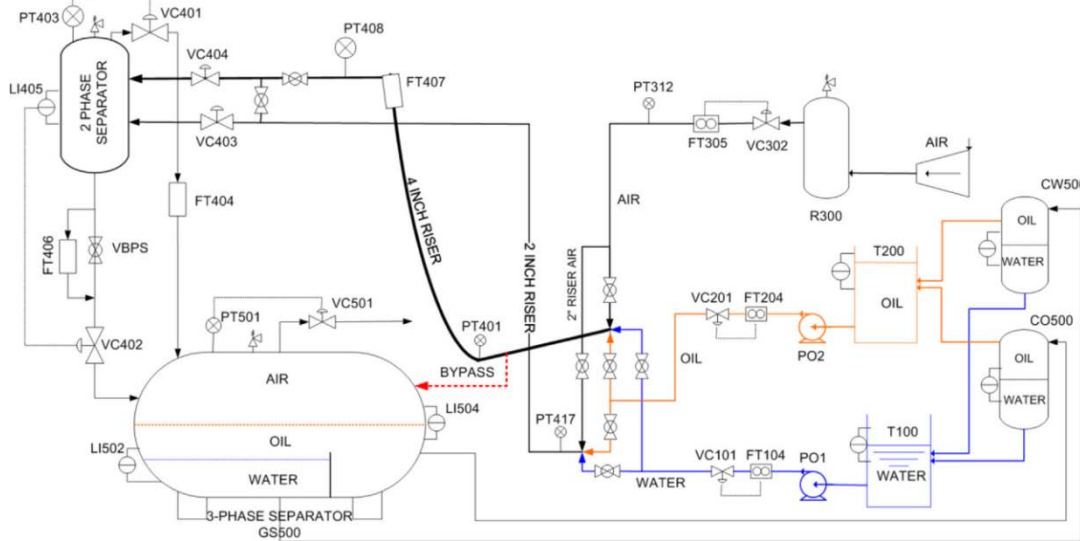 PT403
VC401
2 PHASE
SEPARATOR
LI405
VC404
VC403
PT408
FT407
FT404
FT406
VBPS
VC402
4 INCH RISER
2 INCH RISER
2" RISER AIR
PT312
FT305
VC302
AIR
R300
AIR
PT501
VC501
PT401
BYPASS
PT417
AIR
OIL
WATER
LI504
LI502
3-PHASE SEPARATOR
GS500
VC201
FT204
OIL
PO2
T200
OIL
CW500
OIL
WATER
CO500
OIL
WATER
VC101
FT104
WATER
PO1
T100
WATER